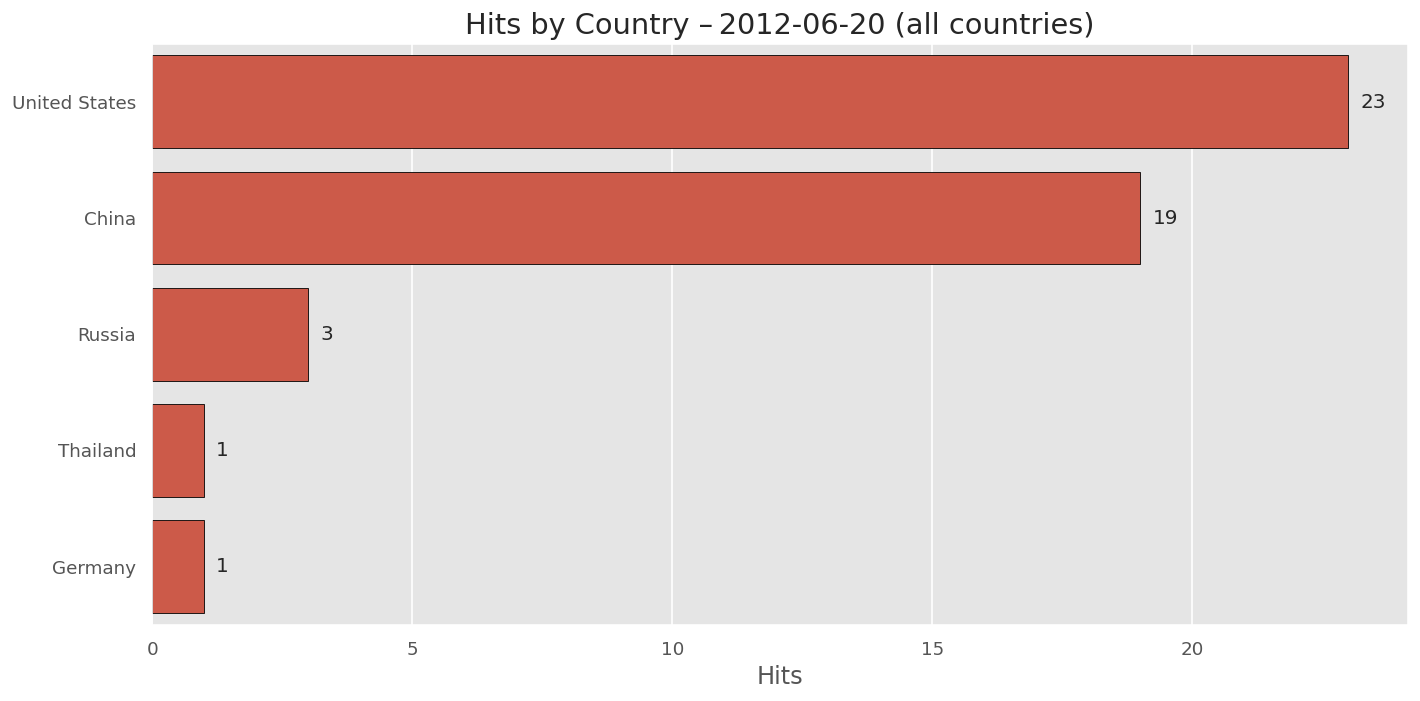 Hits by Country – 2012-06-20 (all countries)
United States
23
China
19
Russia
3
Thailand
1
Germany
1
0 5 10 15 20
Hits